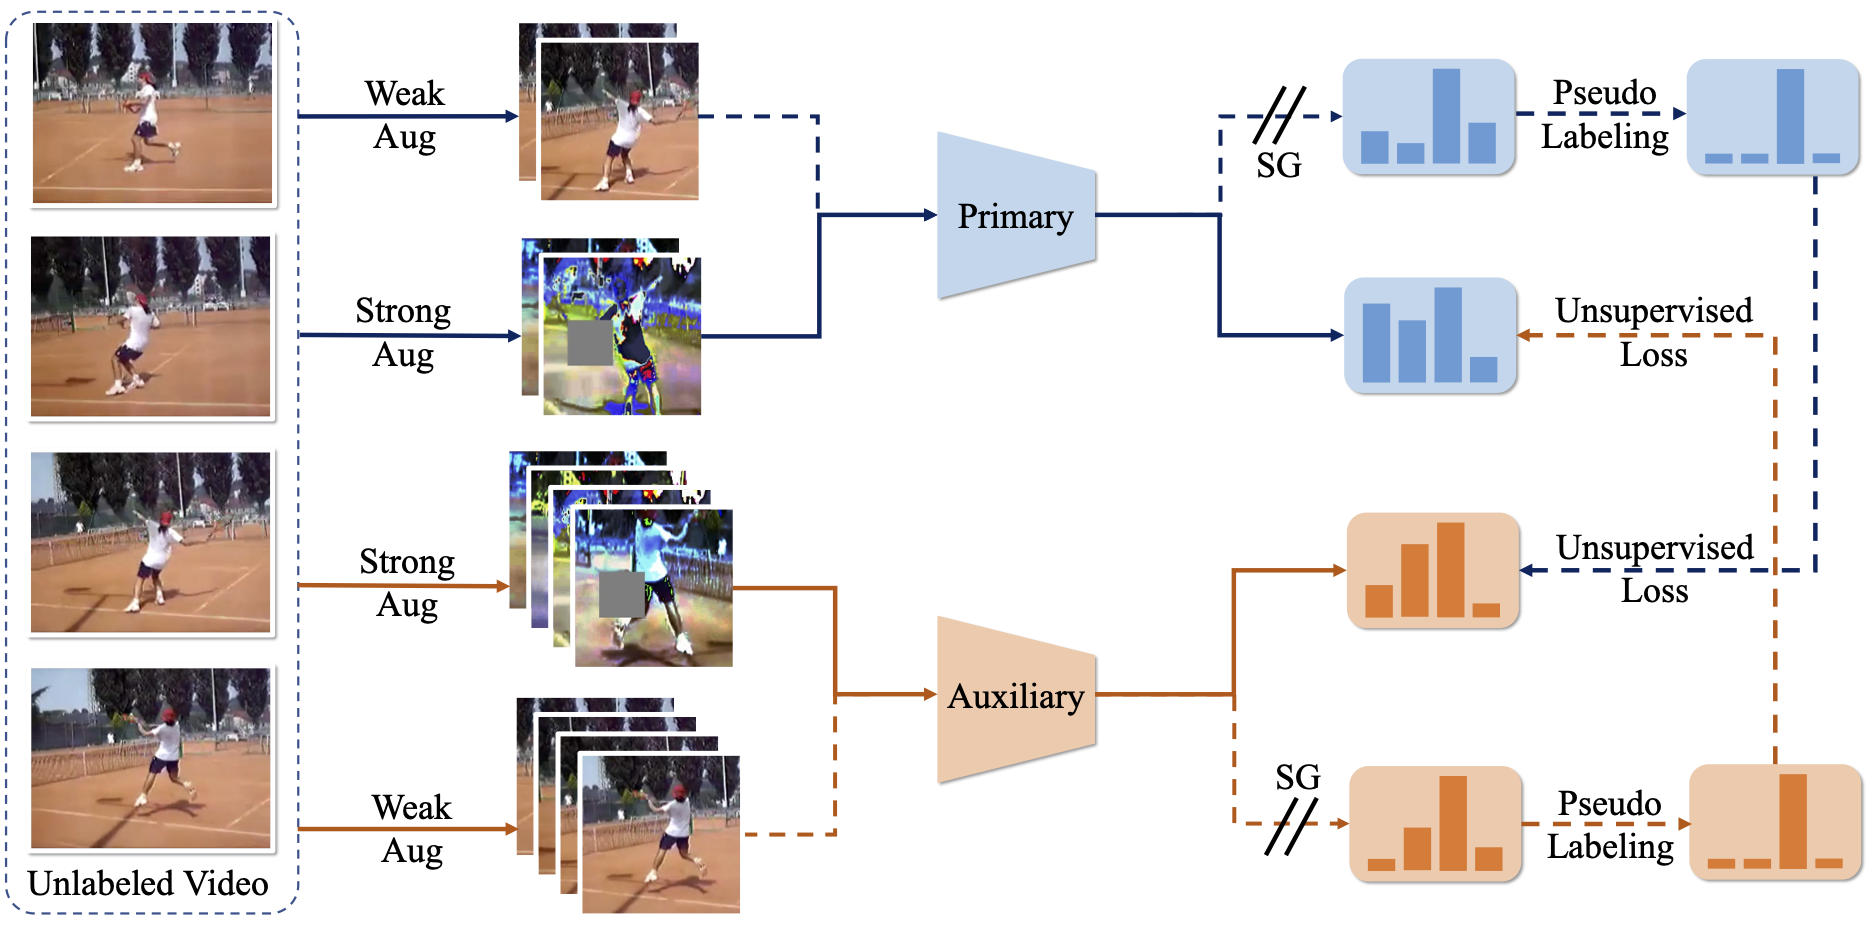 Weak
Aug
SG
Pseudo
Labeling
Primary
Strong
Aug
Unsupervised
Loss
Strong
Aug
Unsupervised
Loss
Auxiliary
Weak
Aug
SG
Pseudo
Labeling
Unlabeled Video